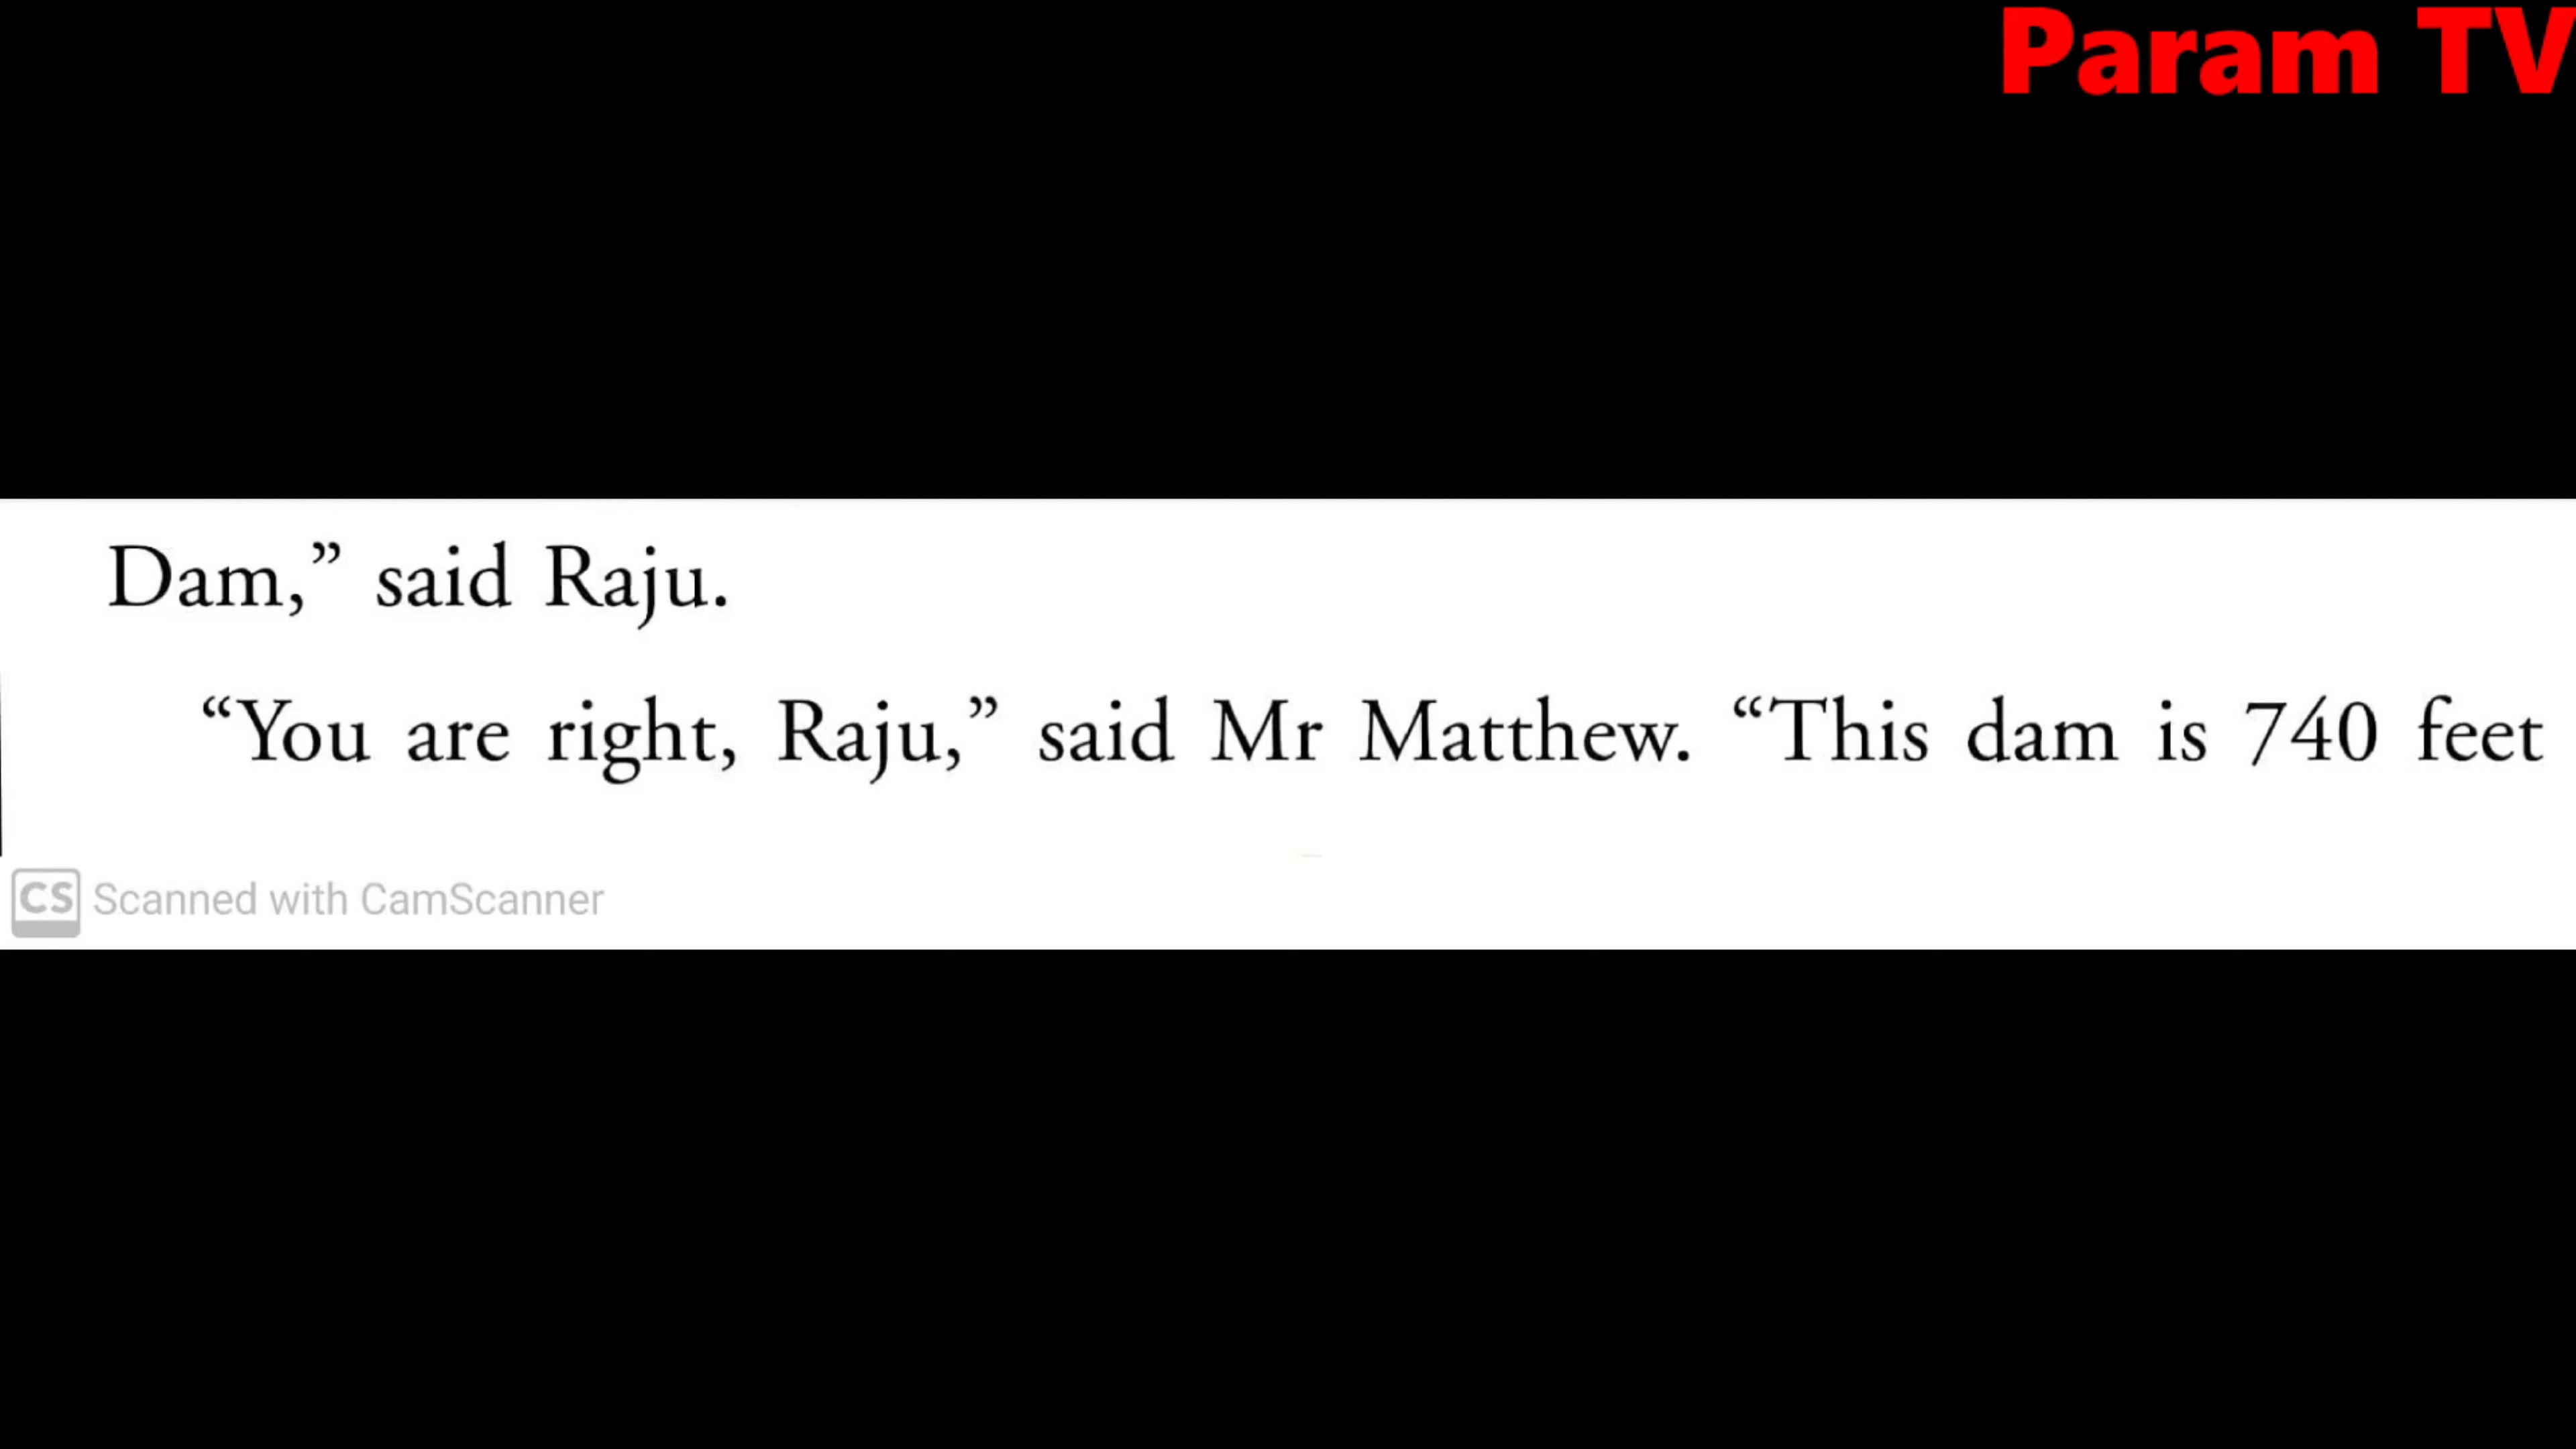 Param TV
Dam,” said Raju.
“You are right, Raju,” said Mr Matthew. “This dam is 740 feet
CS Scanned with CamScanner